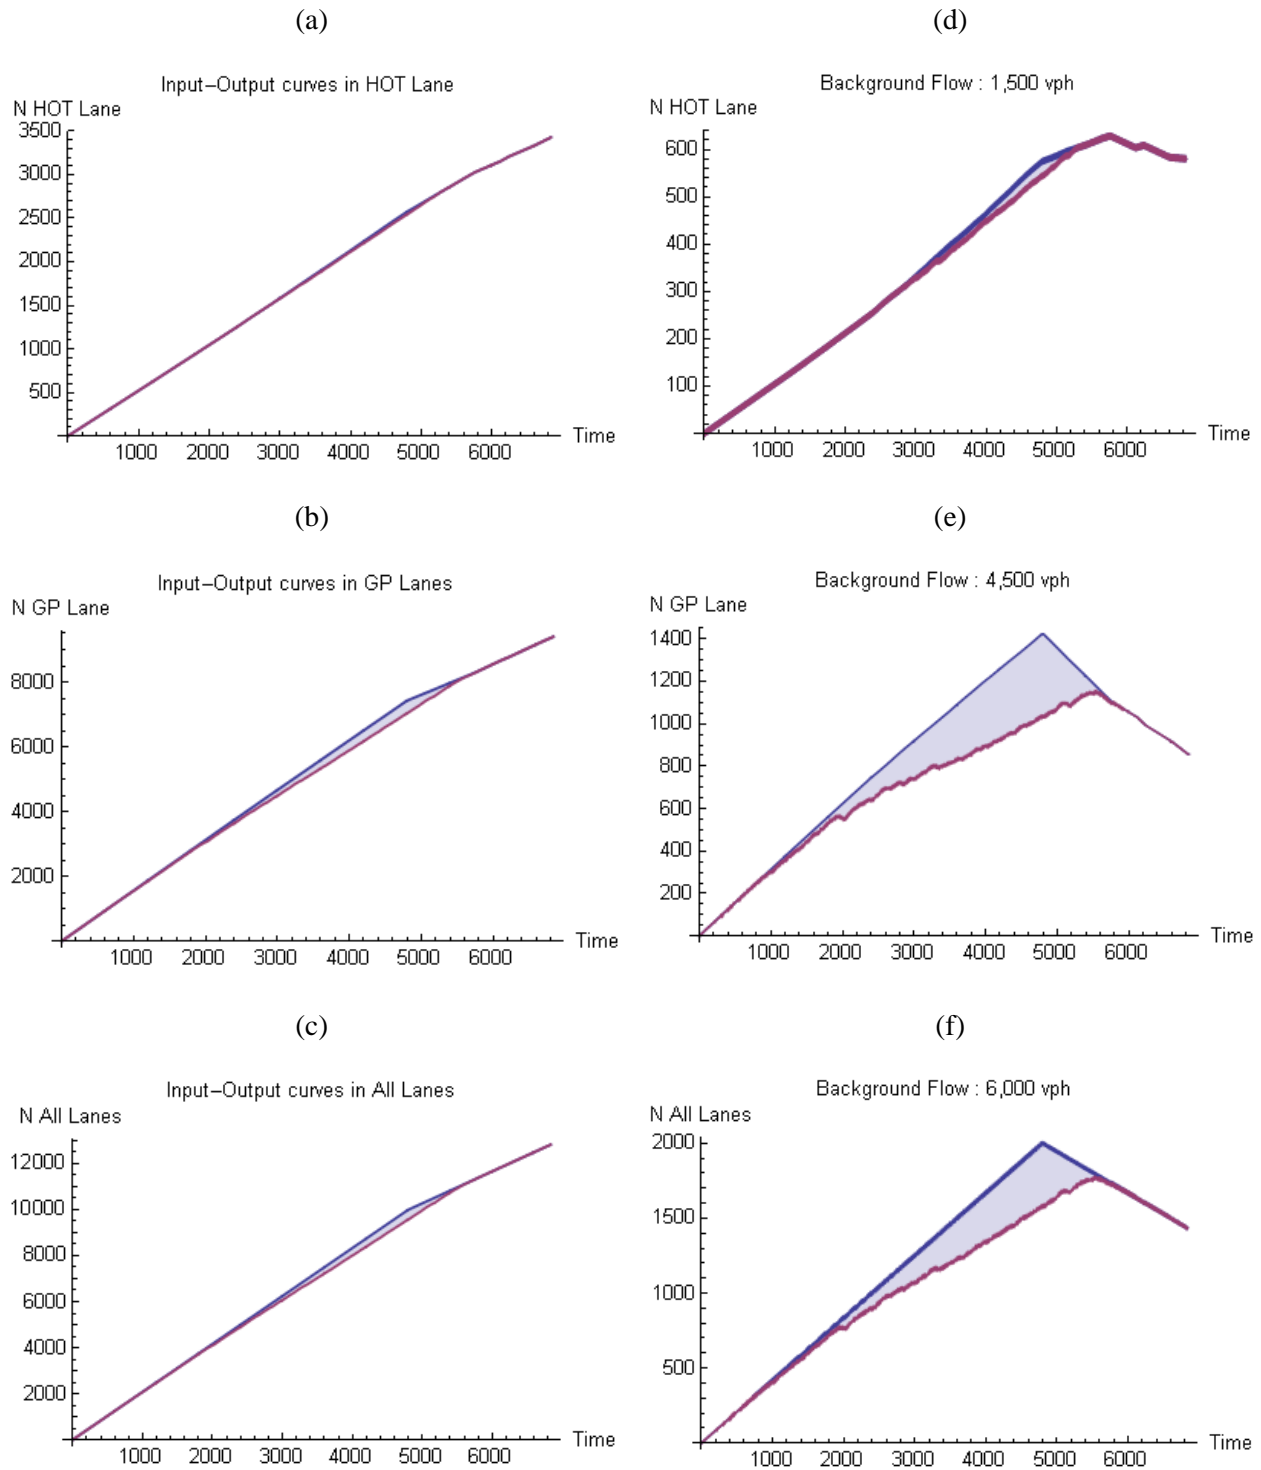 (a)
Input–Output curves in HOT Lane
N HOT Lane
3500
3000
2500
2000
1500
1000
500
1000 2000 3000 4000 5000 6000
Time
(d)
Background Flow : 1,500 vph
N HOT Lane
600
500
400
300
200
100
1000 2000 3000 4000 5000 6000
Time
(b)
Input–Output curves in GP Lanes
N GP Lane
8000
6000
4000
2000
1000 2000 3000 4000 5000 6000
Time
(e)
Background Flow : 4,500 vph
N GP Lane
1400
1200
1000
800
600
400
200
1000 2000 3000 4000 5000 6000
Time
(c)
Input–Output curves in All Lanes
N All Lanes
12000
10000
8000
6000
4000
2000
1000 2000 3000 4000 5000 6000
Time
(f)
Background Flow : 6,000 vph
N All Lanes
2000
1500
1000
500
1000 2000 3000 4000 5000 6000
Time